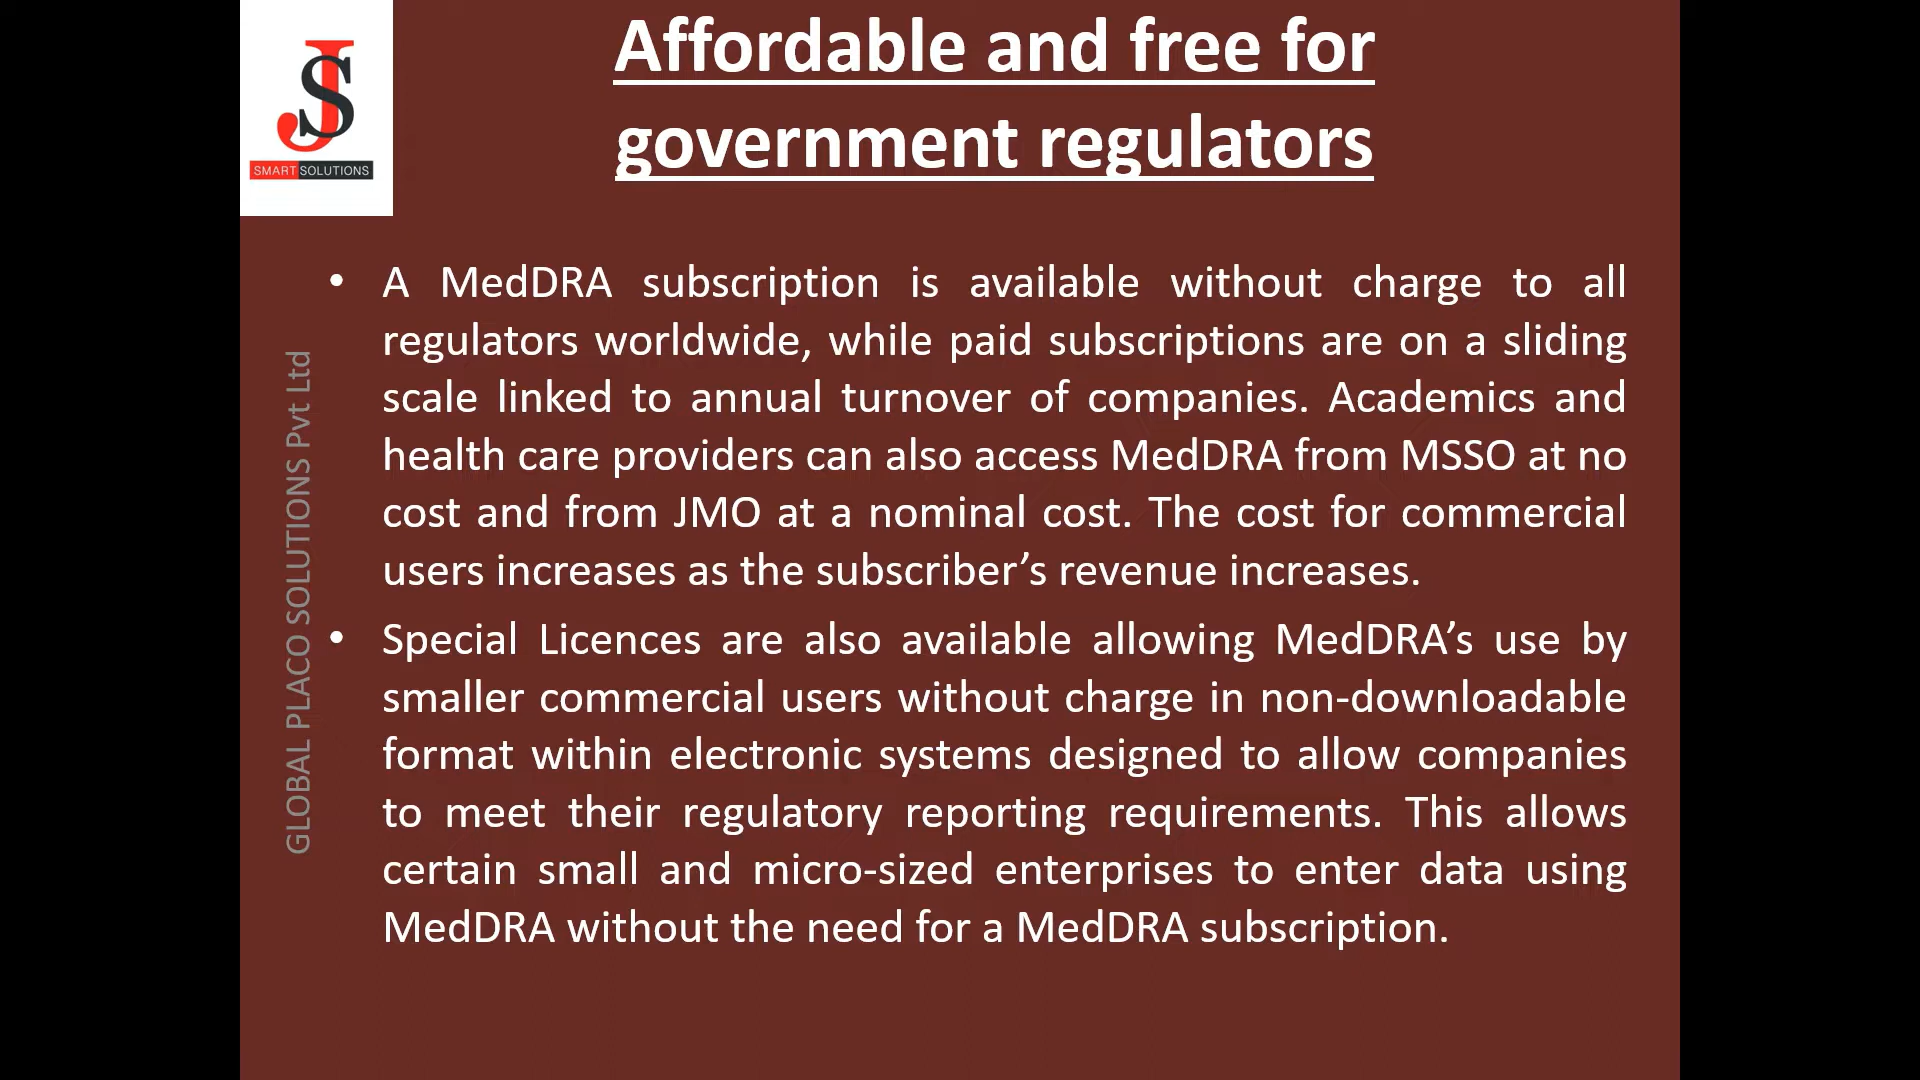 JS
SMART SOLUTIONS
Affordable and free for
government regulators
• A MedDRA subscription is available without charge to all
regulators worldwide, while paid subscriptions are on a sliding
scale linked to annual turnover of companies. Academics and
health care providers can also access MedDRA from MSSO at no
cost and from JMO at a nominal cost. The cost for commercial
users increases as the subscriber’s revenue increases.
• Special Licences are also available allowing MedDRA’s use by
smaller commercial users without charge in non-downloadable
format within electronic systems designed to allow companies
to meet their regulatory reporting requirements. This allows
certain small and micro-sized enterprises to enter data using
MedDRA without the need for a MedDRA subscription.
GLOBAL PLACO SOLUTIONS Pvt Ltd